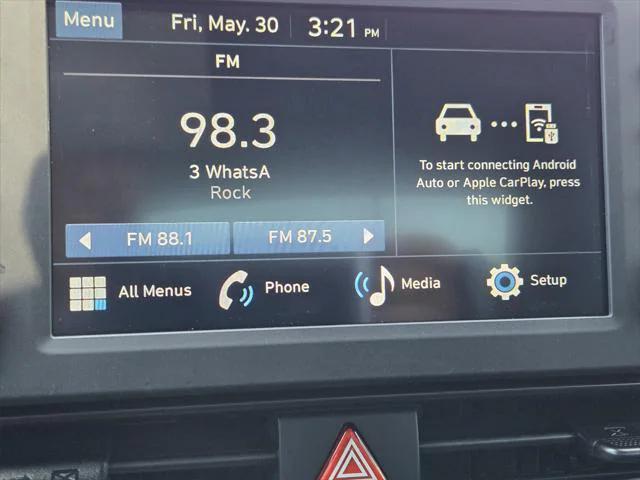 Menu
Fri, May. 30
3:21 PM
FM
98.3
3 WhatsA
Rock
FM 88.1
FM 87.5
To start connecting Android
Auto or Apple CarPlay, press
this widget.
All Menus
Phone
Media
Setup